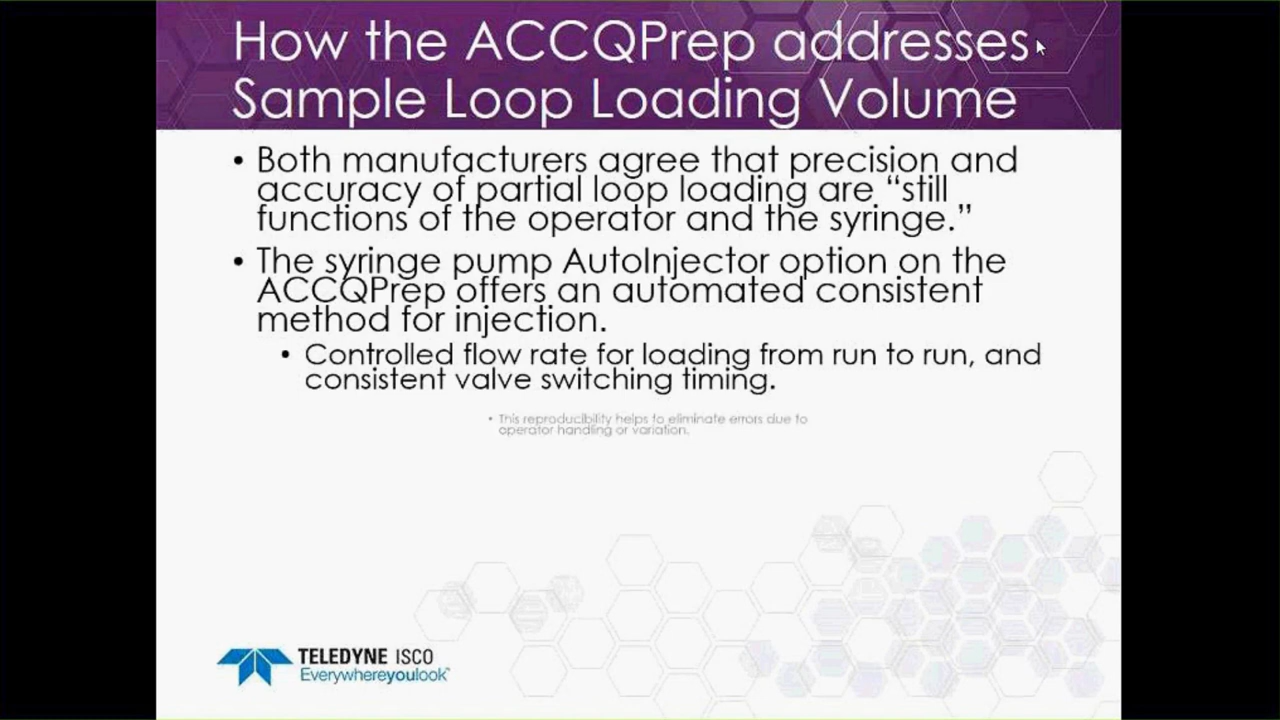 How the ACCQPrep addresses
Sample Loop Loading Volume
• Both manufacturers agree that precision and
accuracy of partial loop loading are “still
functions of the operator and the syringe.”
• The syringe pump AutoInjector option on the
ACCQPrep offers an automated consistent
method for injection.
• Controlled flow rate for loading from run to run, and
consistent valve switching timing.
• This reproducibility helps to eliminate errors due to
operator handling or variation.
TELEDYNE ISCO
Everywhereyoulook